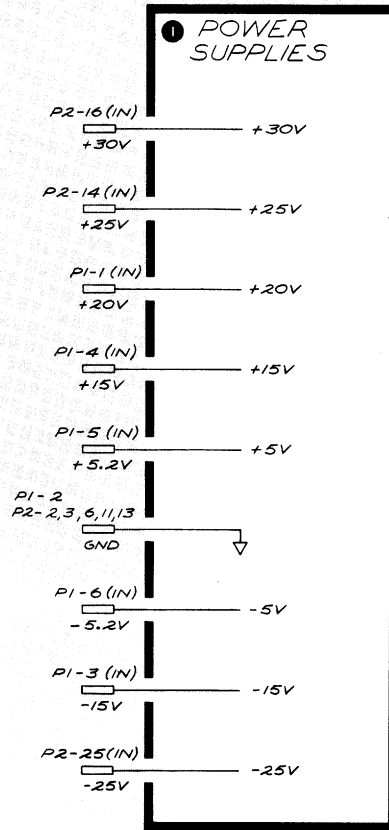 1 POWER
SUPPLIES
P2-16 (IN)
+30V
+30V
P2-14 (IN)
+25V
+25V
P1-1 (IN)
+20V
+20V
P1-4 (IN)
+15V
+15V
P1-5 (IN)
+5.2V
+5V
P1-2
P2-2,3,6,11,13
GND
P1-6 (IN)
-5.2V
-5V
P1-3 (IN)
-15V
-15V
P2-25 (IN)
-25V
-25V